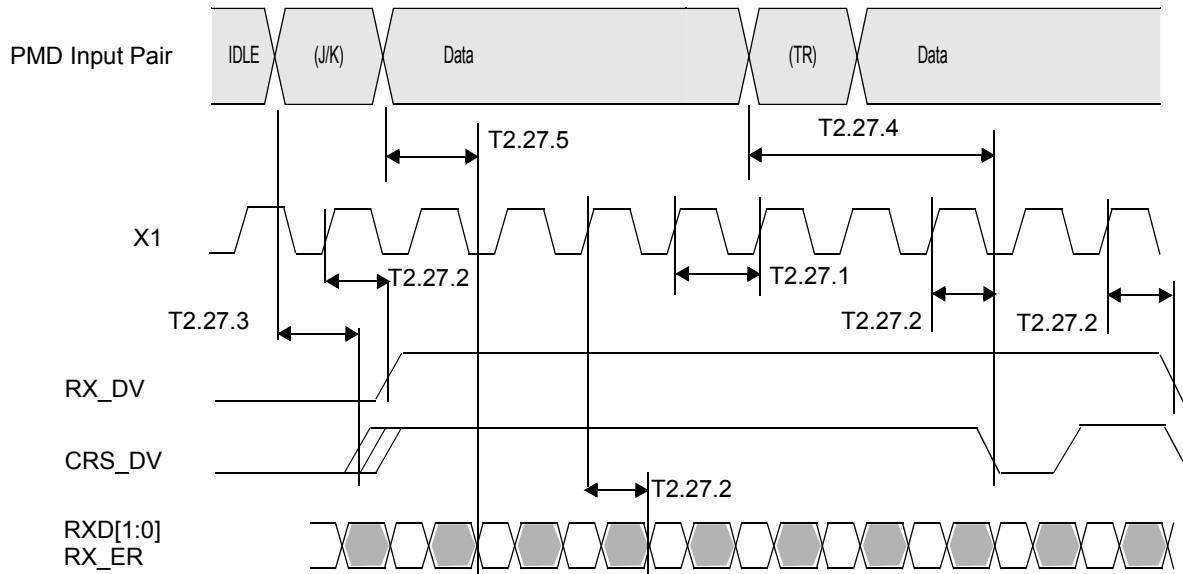 PMD Input Pair IDLE (J/K) Data (TR) Data
T2.27.5 T2.27.4
X1
T2.27.2 T2.27.1
T2.27.3 T2.27.2 T2.27.2
RX_DV
CRS_DV
T2.27.2
RXD[1:0]
RX_ER